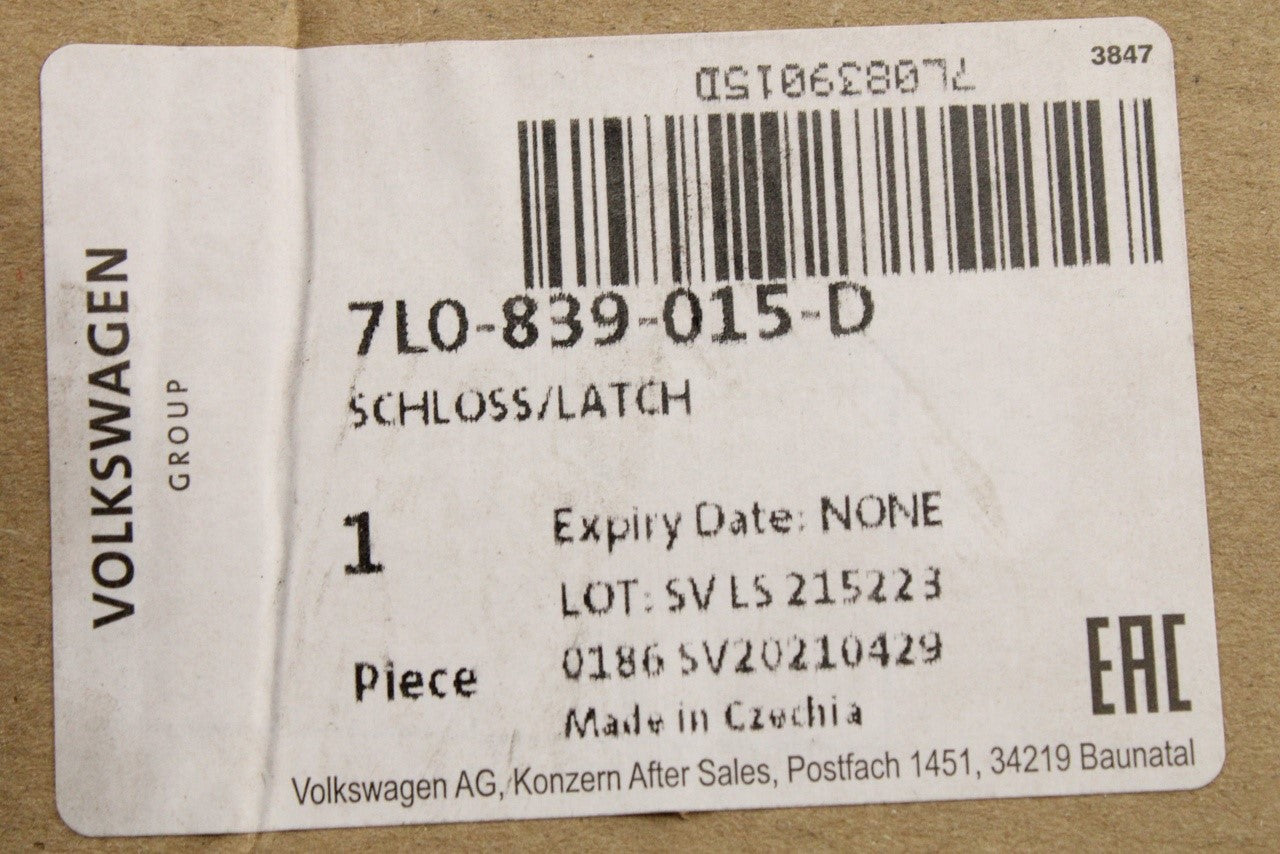 3847
7L0839015D
7L0-839-015-D
SCHLOSS/LATCH
1
Piece
Expiry Date: NONE
LOT: SV LS 215223
0186 SV20210429
Made in Czechia
EAC
Volkswagen AG, Konzern After Sales, Postfach 1451, 34219 Baunatal
VOLKSWAGEN
GROUP